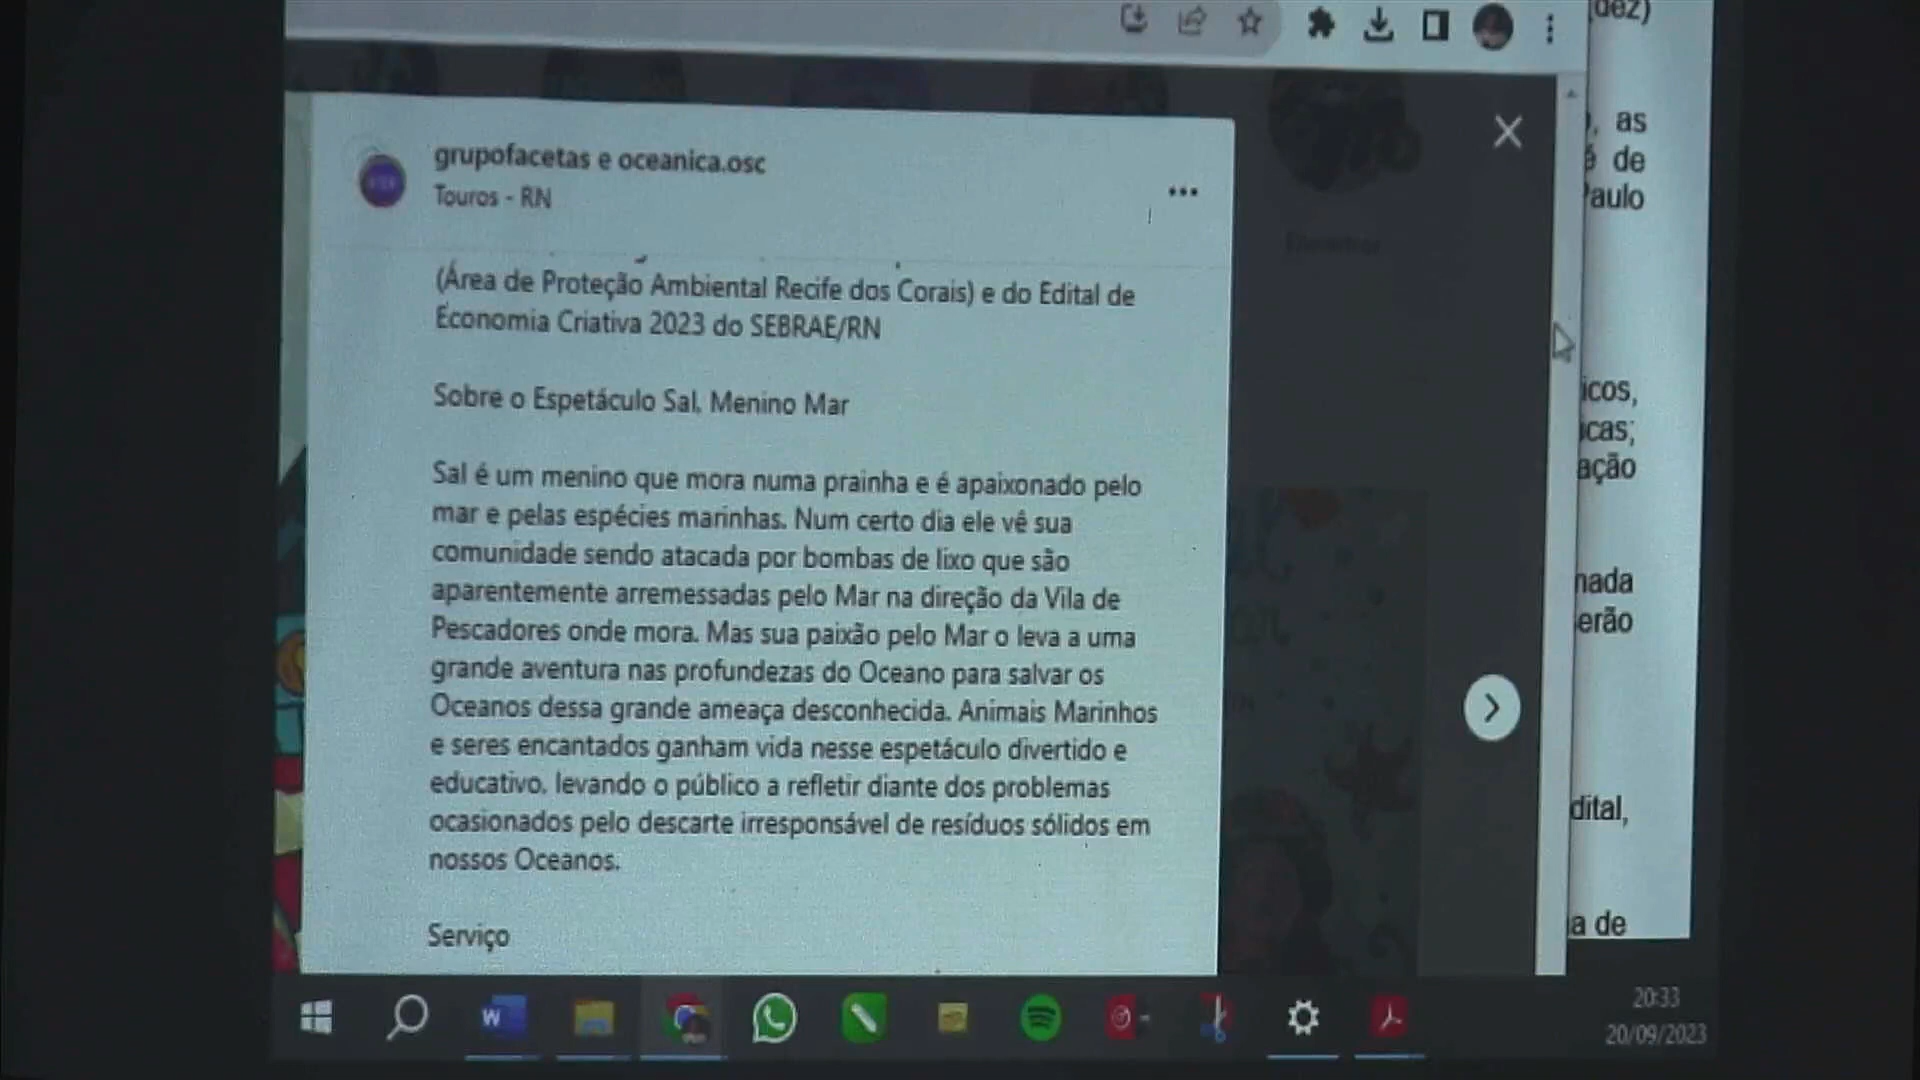 grupofacetas e oceanica.osc
Touros - RN
(Área de Proteção Ambiental Recife dos Corais) e do Edital de
Economia Criativa 2023 do SEBRAE/RN
Sobre o Espetáculo Sal, Menino Mar
Sal é um menino que mora numa prainha e é apaixonado pelo
mar e pelas espécies marinhas. Num certo dia ele vê sua
comunidade sendo atacada por bombas de lixo que são
aparentemente arremessadas pelo Mar na direção da Vila de
Pescadores onde mora. Mas sua paixão pelo Mar o leva a uma
grande aventura nas profundezas do Oceano para salvar os
Oceanos dessa grande ameaça desconhecida. Animais Marinhos
e seres encantados ganham vida nesse espetáculo divertido e
educativo, levando o público a refletir diante dos problemas
ocasionados pelo descarte irresponsável de resíduos sólidos em
nossos Oceanos.
Serviço
dez)
, as
é de
Paulo
icos,
icas;
ação
nada
erão
dital,
a de
W
20:33
20/09/2023